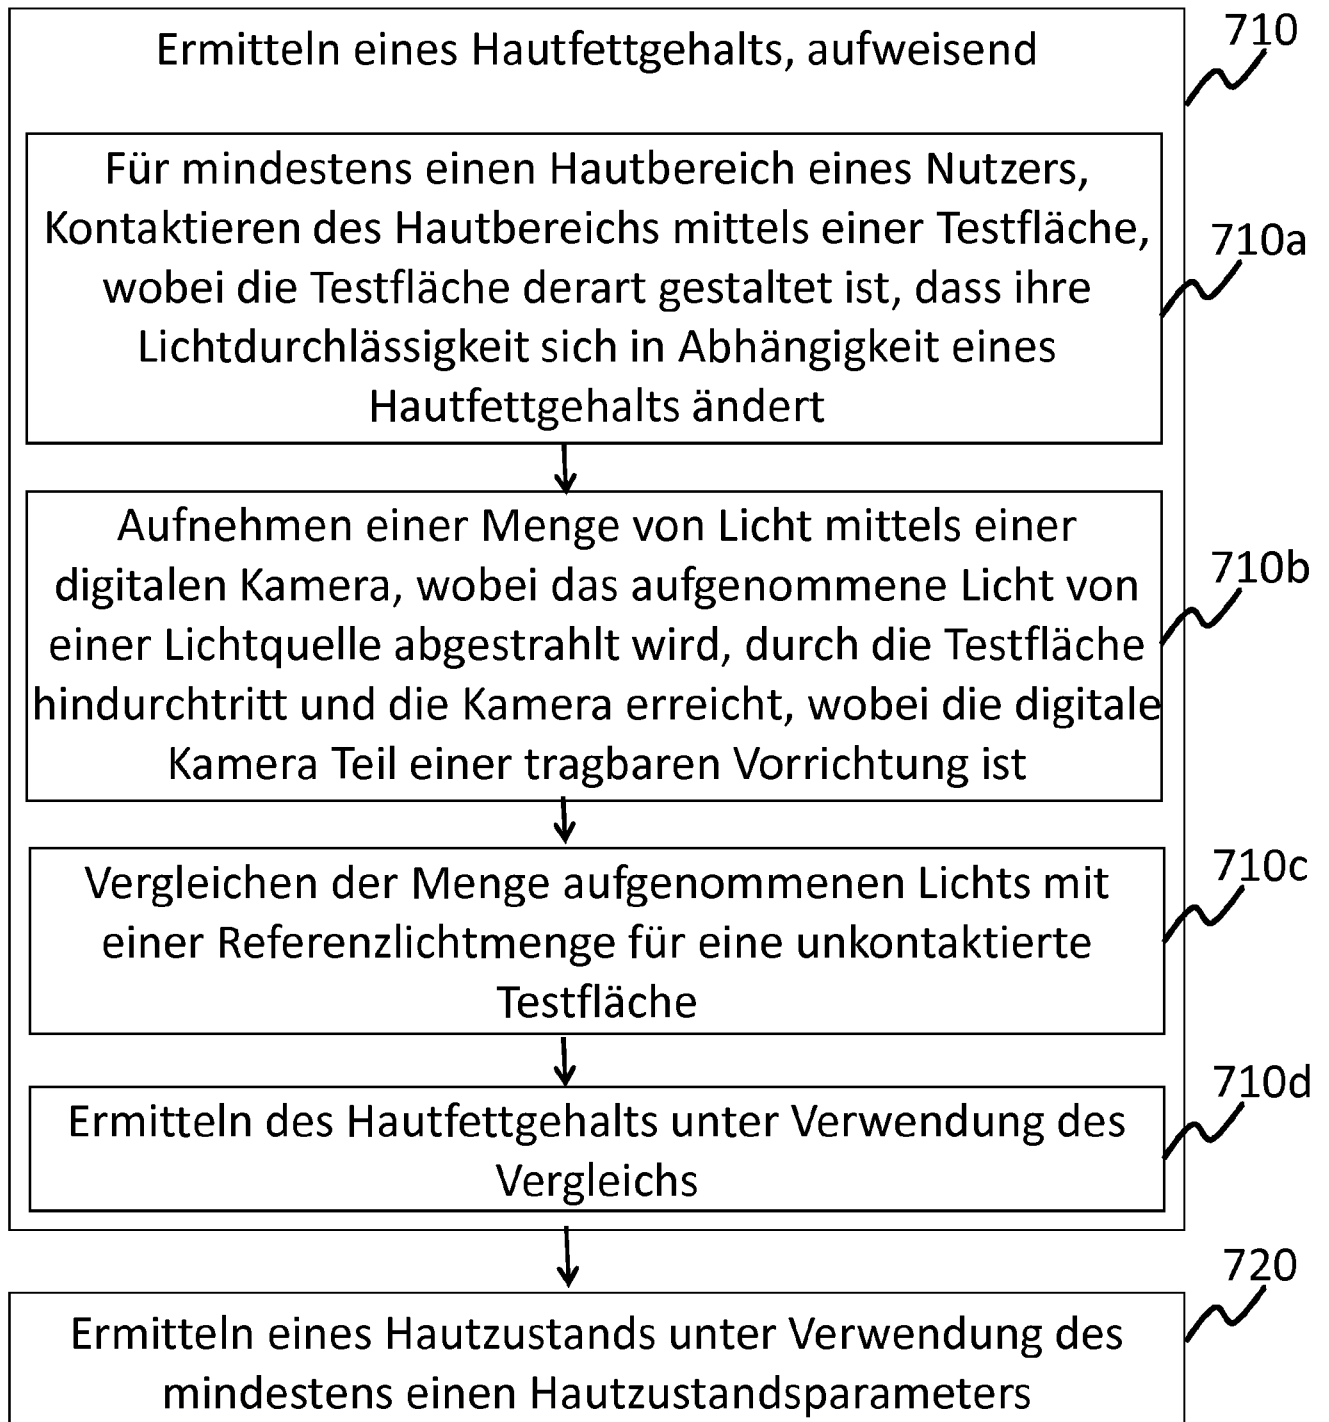 Ermitteln eines Hautfettgehalts, aufweisend
710
Für mindestens einen Hautbereich eines Nutzers,
Kontaktieren des Hautbereichs mittels einer Testfläche,
wobei die Testfläche derart gestaltet ist, dass ihre
Lichtdurchlässigkeit sich in Abhängigkeit eines
Hautfettgehalts ändert
710a
Aufnehmen einer Menge von Licht mittels einer
digitalen Kamera, wobei das aufgenommene Licht von
einer Lichtquelle abgestrahlt wird, durch die Testfläche
hindurchtritt und die Kamera erreicht, wobei die digitale
Kamera Teil einer tragbaren Vorrichtung ist
710b
Vergleichen der Menge aufgenommenen Lichts mit
einer Referenzlichtmenge für eine unkontaktierte
Testfläche
710c
Ermitteln des Hautfettgehalts unter Verwendung des
Vergleichs
710d
Ermitteln eines Hautzustands unter Verwendung des
mindestens einen Hautzustandsparameters
720